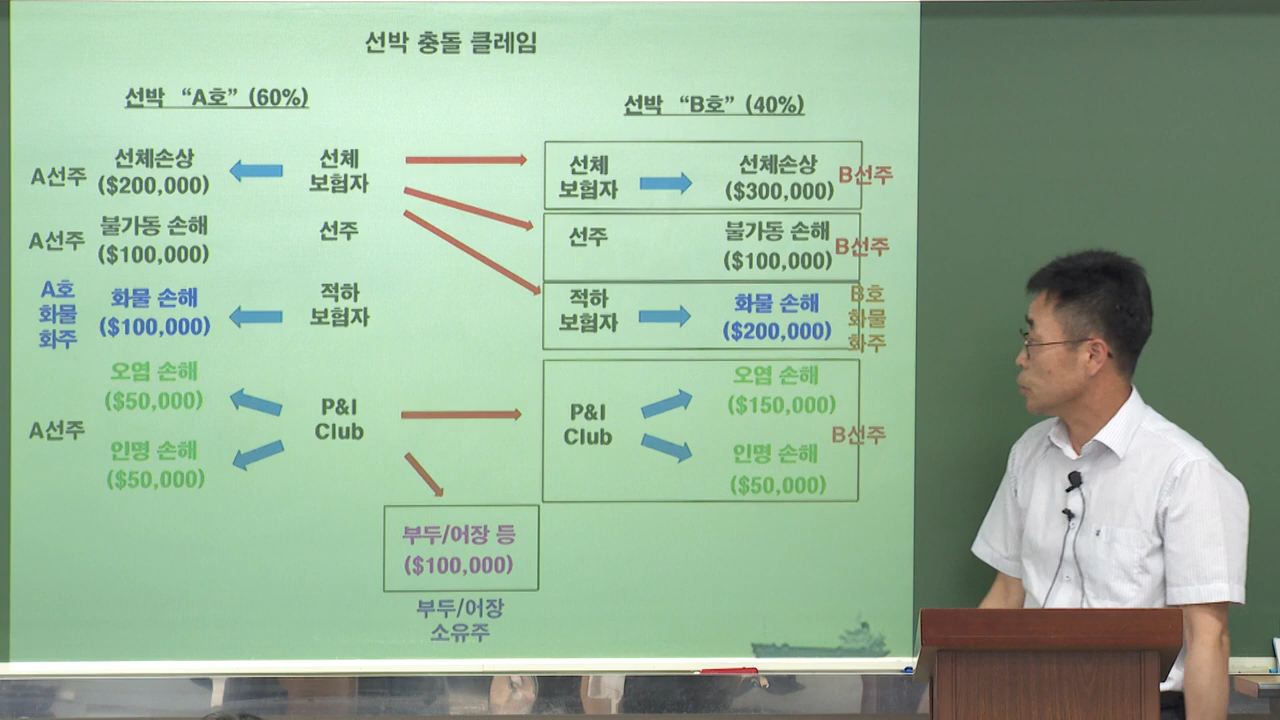 선박 충돌 클레임
선박 “A호” (60%)
A선주
선체손상
($200,000)
선체
보험자
A선주
불가동 손해
($100,000)
선주
A호
화물
화주
화물 손해
($100,000)
적하
보험자
오염 손해
($50,000)
A선주
인명 손해
($50,000)
P&I
Club
부두/어장 등
($100,000)
부두/어장
소유주
선박 “B호” (40%)
선체
보험자
선체손상
($300,000)
B선주
선주
불가동 손해
($100,000)
B선주
적하
보험자
화물 손해
($200,000)
B호
화물
화주
P&I
Club
오염 손해
($150,000)
B선주
인명 손해
($50,000)